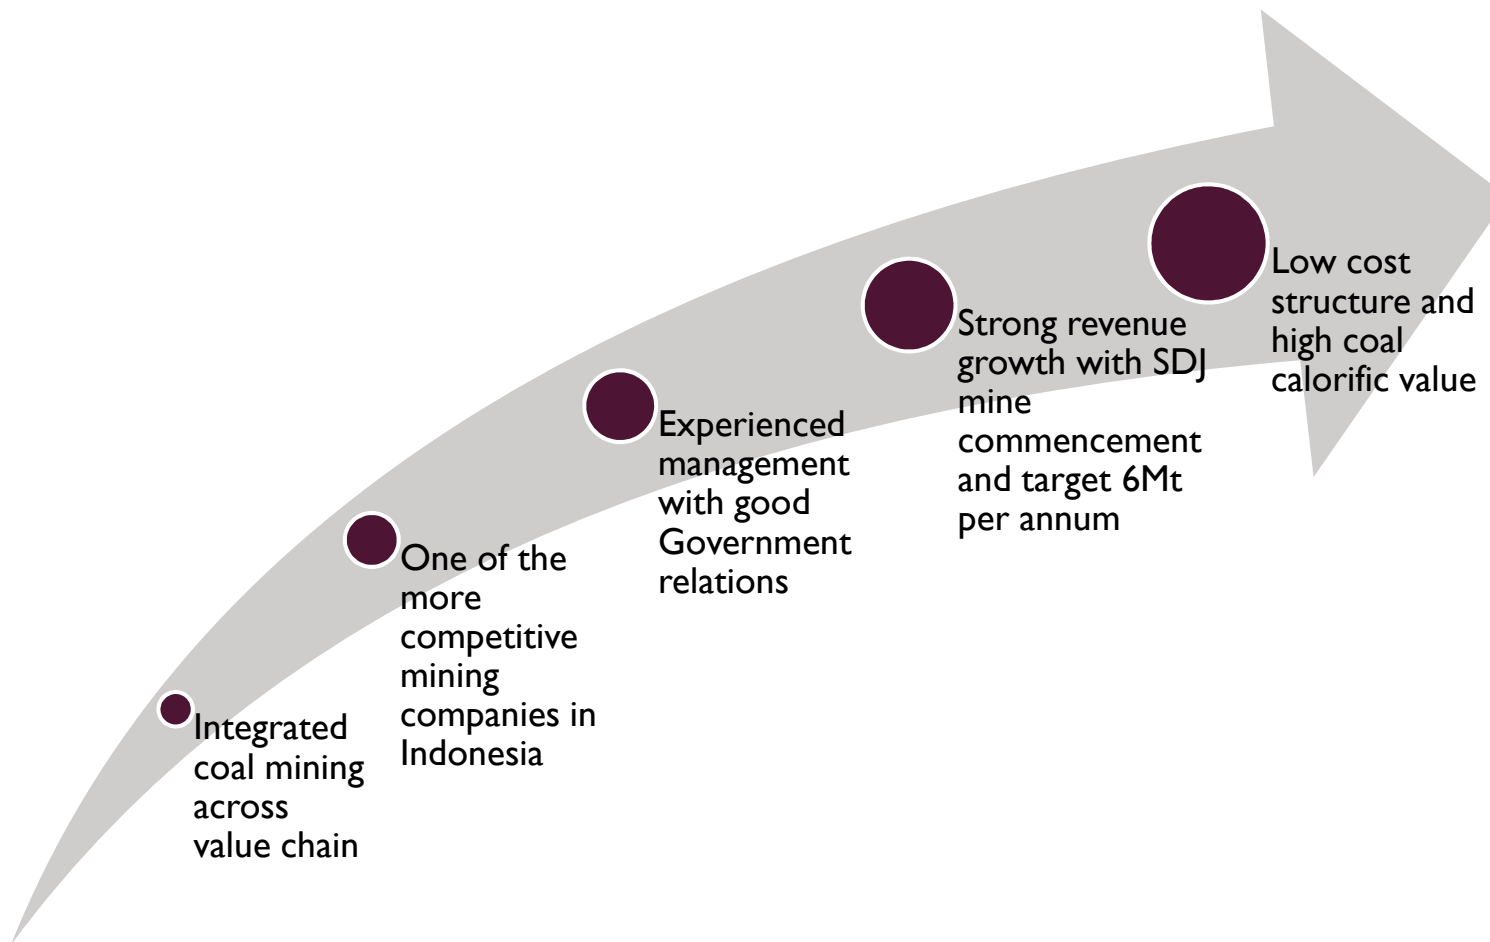 Integrated
coal mining
across
value chain
One of the
more
competitive
mining
companies in
Indonesia
Experienced
management
with good
Government
relations
Strong revenue
growth with SDJ
mine
commencement
and target 6Mt
per annum
Low cost
structure and
high coal
calorific value